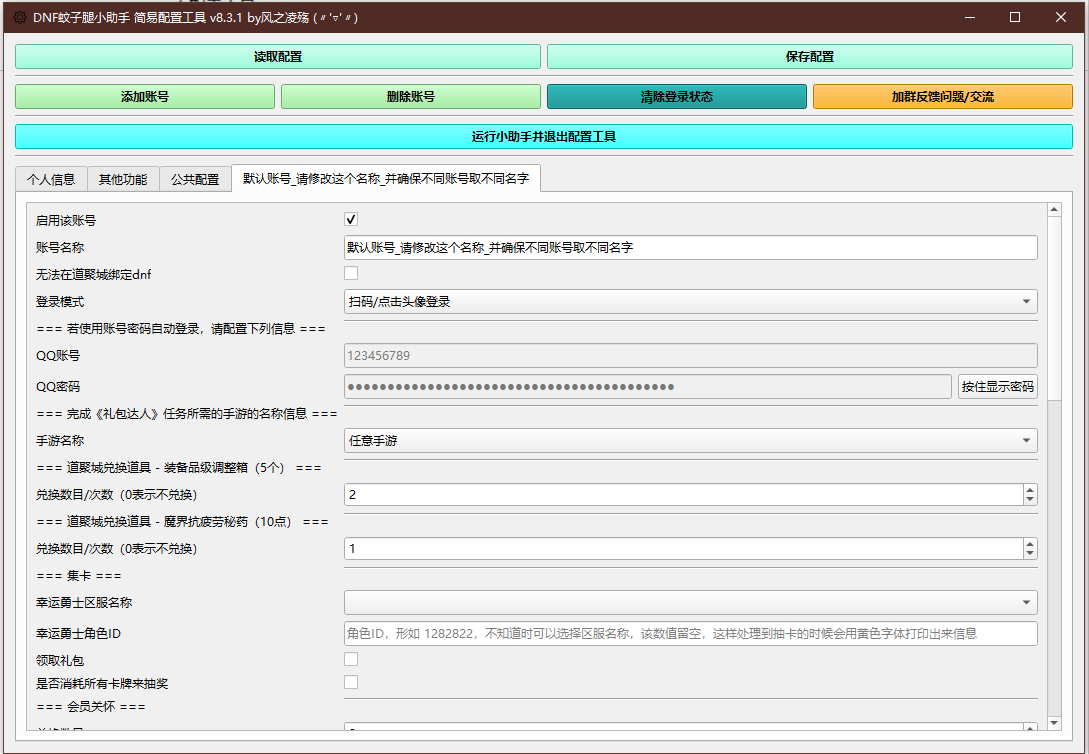 DNF蚊子腿小助手 简易配置工具 v8.3.1 by风之凌殇 (〃'▽'〃)
读取配置
保存配置
添加账号
删除账号
清除登录状态
加群反馈问题/交流
运行小助手并退出配置工具
个人信息
其他功能
公共配置
默认账号_请修改这个名称_并确保不同账号取不同名字
启用该账号
账号名称
默认账号_请修改这个名称_并确保不同账号取不同名字
无法在道聚城绑定dnf
登录模式
扫码/点击头像登录
=== 若使用账号密码自动登录，请配置下列信息 ===
QQ账号
123456789
QQ密码
按住显示密码
=== 完成《礼包达人》任务所需的手游的名称信息 ===
手游名称
任意手游
=== 道聚城兑换道具 - 装备品级调整箱（5个） ===
兑换数目/次数（0表示不兑换）
2
=== 道聚城兑换道具 - 魔界抗疲劳秘药（10点） ===
兑换数目/次数（0表示不兑换）
1
=== 集卡 ===
幸运勇士区服名称
幸运勇士角色ID
角色ID，形如 1282822，不知道时可以选择区服名称，该数值留空，这样处理到抽卡的时候会用黄色字体打印出来信息
领取礼包
是否消耗所有卡牌来抽奖
=== 会员关怀 ===